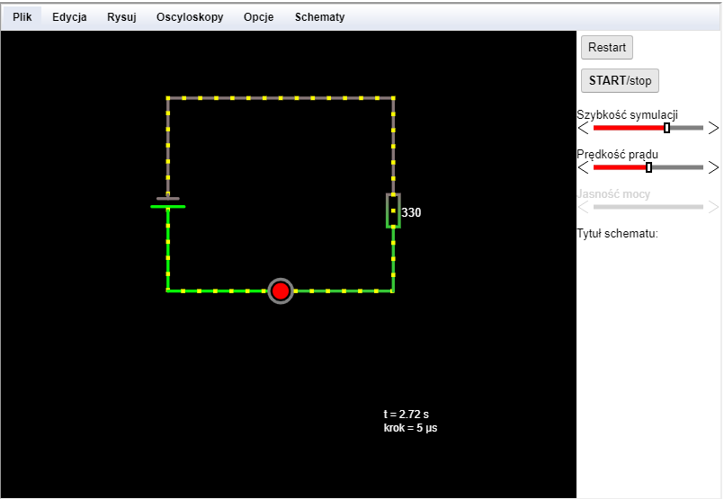 Plik Edycja Rysuj Oscyloskopy Opcje Schematy
Restart
START/stop
Szybkość symulacji
Prędkość prądu
Jasność mocy
Tytuł schematu:
330
t = 2.72 s
krok = 5 µs